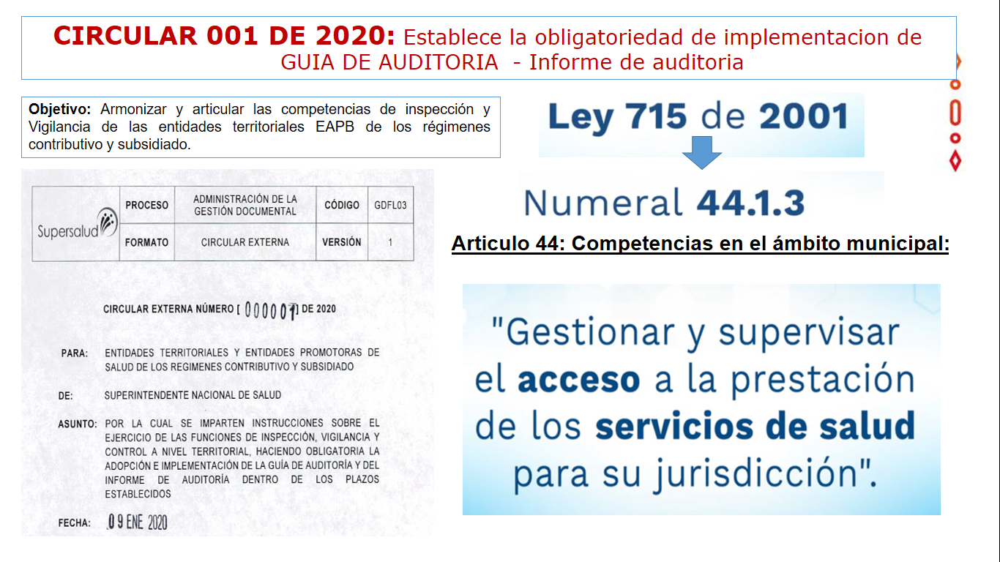 CIRCULAR 001 DE 2020: Establece la obligatoriedad de implementacion de
GUIA DE AUDITORIA - Informe de auditoria
Objetivo: Armonizar y articular las competencias de inspección y
Vigilancia de las entidades territoriales EAPB de los régimenes
contributivo y subsidiado.
Ley 715 de 2001
Numeral 44.1.3
Articulo 44: Competencias en el ámbito municipal:
"Gestionar y supervisar
el acceso a la prestación
de los servicios de salud
para su jurisdicción".
Supersalud
PROCESO
ADMINISTRACIÓN DE LA
GESTIÓN DOCUMENTAL
CÓDIGO
GDFL03
FORMATO
CIRCULAR EXTERNA
VERSIÓN
1
CIRCULAR EXTERNA NÚMERO [ 000001 ] DE 2020
PARA: ENTIDADES TERRITORIALES Y ENTIDADES PROMOTORAS DE
SALUD DE LOS REGIMENES CONTRIBUTIVO Y SUBSIDIADO
DE: SUPERINTENDENTE NACIONAL DE SALUD
ASUNTO: POR LA CUAL SE IMPARTEN INSTRUCCIONES SOBRE EL
EJERCICIO DE LAS FUNCIONES DE INSPECCIÓN, VIGILANCIA Y
CONTROL A NIVEL TERRITORIAL, HACIENDO OBLIGATORIA LA
ADOPCIÓN E IMPLEMENTACIÓN DE LA GUÍA DE AUDITORÍA Y DEL
INFORME DE AUDITORÍA DENTRO DE LOS PLAZOS
ESTABLECIDOS
FECHA: 09 ENE 2020